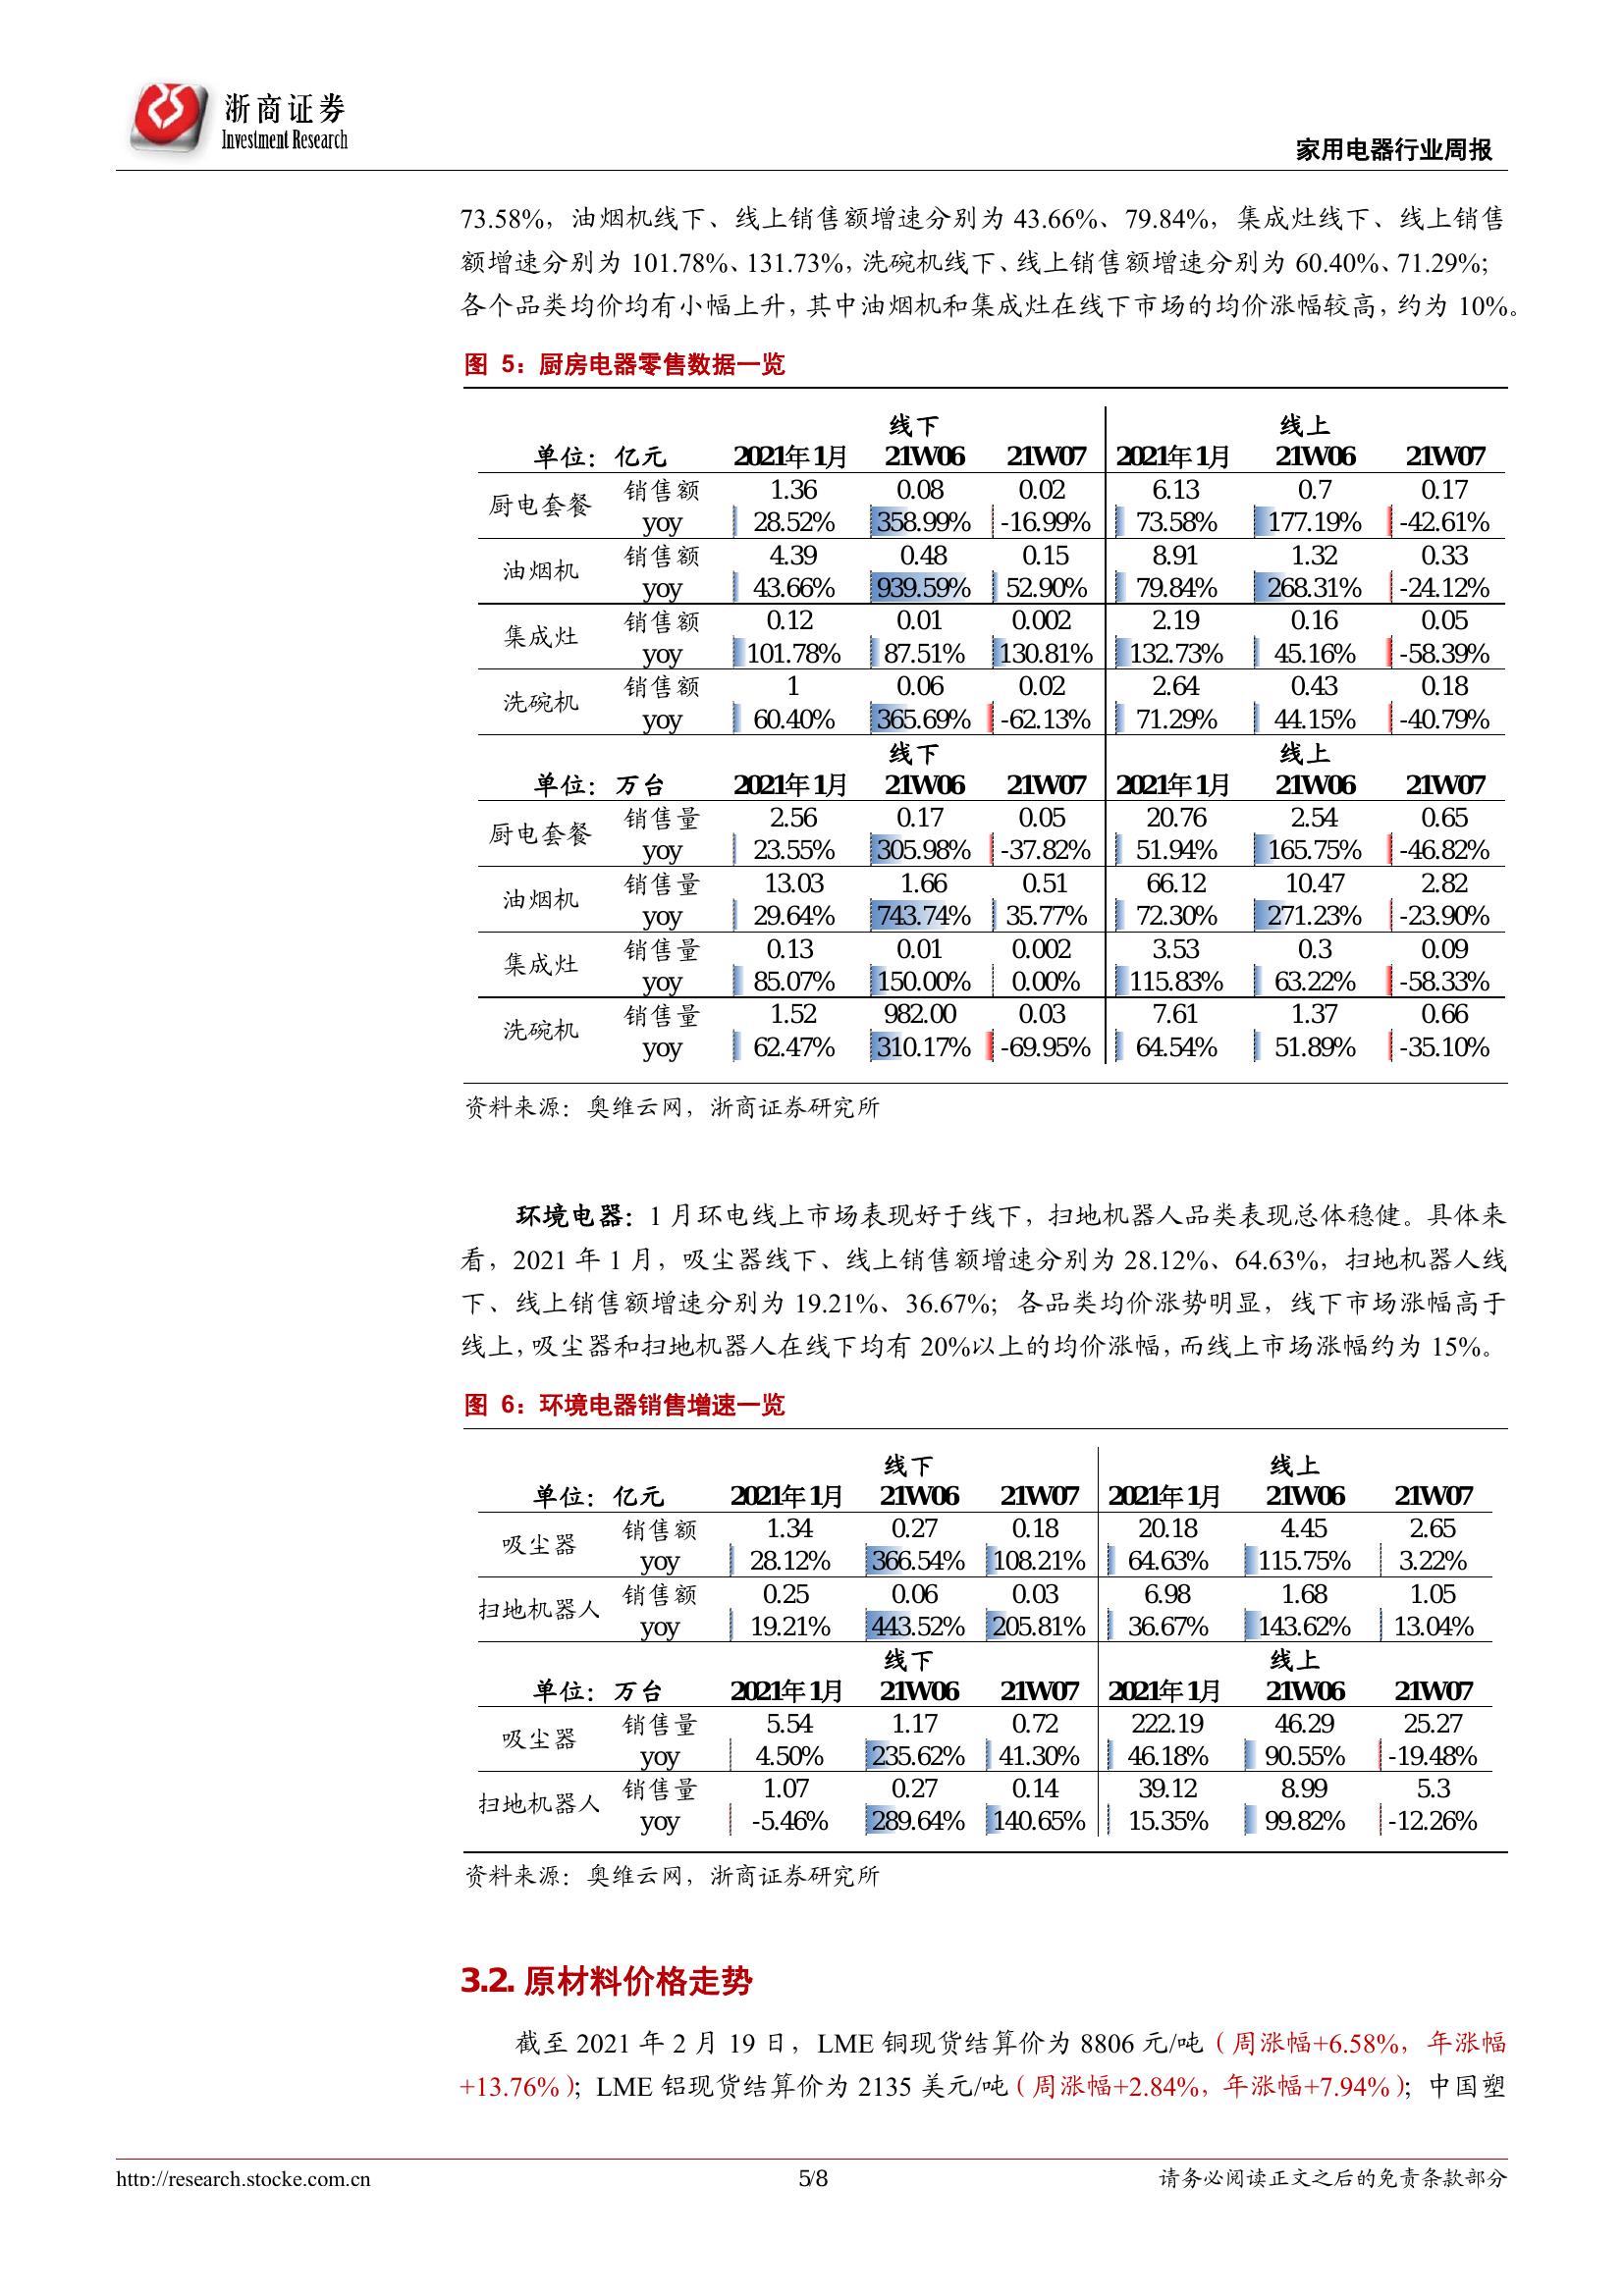 浙商证券
Investment Research
家用电器行业周报
73.58%，油烟机线下、线上销售额增速分别为 43.66%、79.84%，集成灶线下、线上销售
额增速分别为 101.78%、131.73%，洗碗机线下、线上销售额增速分别为 60.40%、71.29%；
各个品类均价均有小幅上升，其中油烟机和集成灶在线下市场的均价涨幅较高，约为 10%。
图 5：厨房电器零售数据一览
线下 线上
单位：亿元 2021年1月 21W06 21W07 2021年1月 21W06 21W07
厨电套餐 销售额 1.36 0.08 0.02 6.13 0.7 0.17
yoy 28.52% 358.99% -16.99% 73.58% 177.19% -42.61%
油烟机 销售额 4.39 0.48 0.15 8.91 1.32 0.33
yoy 43.66% 939.59% 52.90% 79.84% 268.31% -24.12%
集成灶 销售额 0.12 0.01 0.002 2.19 0.16 0.05
yoy 101.78% 87.51% 130.81% 132.73% 45.16% -58.39%
洗碗机 销售额 1 0.06 0.02 2.64 0.43 0.18
yoy 60.40% 365.69% -62.13% 71.29% 44.15% -40.79%
线下 线上
单位：万台 2021年1月 21W06 21W07 2021年1月 21W06 21W07
厨电套餐 销售量 2.56 0.17 0.05 20.76 2.54 0.65
yoy 23.55% 305.98% -37.82% 51.94% 165.75% -46.82%
油烟机 销售量 13.03 1.66 0.51 66.12 10.47 2.82
yoy 29.64% 743.74% 35.77% 72.30% 271.23% -23.90%
集成灶 销售量 0.13 0.01 0.002 3.53 0.3 0.09
yoy 85.07% 150.00% 0.00% 115.83% 63.22% -58.33%
洗碗机 销售量 1.52 982.00 0.03 7.61 1.37 0.66
yoy 62.47% 310.17% -69.95% 64.54% 51.89% -35.10%
资料来源：奥维云网，浙商证券研究所
环境电器：1 月环电线上市场表现好于线下，扫地机器人品类表现总体稳健。具体来
看，2021 年 1 月，吸尘器线下、线上销售额增速分别为 28.12%、64.63%，扫地机器人线
下、线上销售额增速分别为 19.21%、36.67%；各品类均价涨势明显，线下市场涨幅高于
线上，吸尘器和扫地机器人在线下均有 20%以上的均价涨幅，而线上市场涨幅约为 15%。
图 6：环境电器销售增速一览
线下 线上
单位：亿元 2021年1月 21W06 21W07 2021年1月 21W06 21W07
吸尘器 销售额 1.34 0.27 0.18 20.18 4.45 2.65
yoy 28.12% 366.54% 108.21% 64.63% 115.75% 3.22%
扫地机器人 销售额 0.25 0.06 0.03 6.98 1.68 1.05
yoy 19.21% 443.52% 205.81% 36.67% 143.62% 13.04%
线下 线上
单位：万台 2021年1月 21W06 21W07 2021年1月 21W06 21W07
吸尘器 销售量 5.54 1.17 0.72 222.19 46.29 25.27
yoy 4.50% 235.62% 41.30% 46.18% 90.55% -19.48%
扫地机器人 销售量 1.07 0.27 0.14 39.12 8.99 5.3
yoy -5.46% 289.64% 140.65% 15.35% 99.82% -12.26%
资料来源：奥维云网，浙商证券研究所
3.2. 原材料价格走势
截至 2021 年 2 月 19 日，LME 铜现货结算价为 8806 元/吨（周涨幅+6.58%，年涨幅
+13.76%）；LME 铝现货结算价为 2135 美元/吨（周涨幅+2.84%，年涨幅+7.94%）；中国塑
http://research.stocke.com.cn 5/8 请务必阅读正文之后的免责条款部分